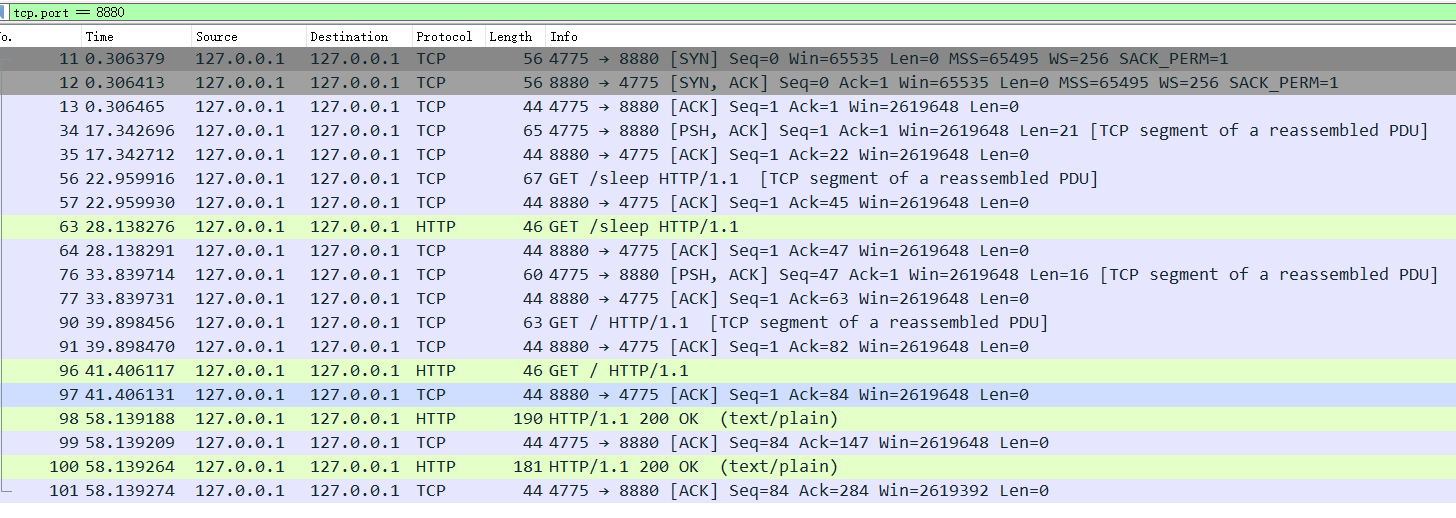 tcp.port == 8880
o. Time Source Destination Protocol Length Info
11 0.306379 127.0.0.1 127.0.0.1 TCP 56 4775 → 8880 [SYN] Seq=0 Win=65535 Len=0 MSS=65495 WS=256 SACK_PERM=1
12 0.306413 127.0.0.1 127.0.0.1 TCP 56 8880 → 4775 [SYN, ACK] Seq=0 Ack=1 Win=65535 Len=0 MSS=65495 WS=256 SACK_PERM=1
13 0.306465 127.0.0.1 127.0.0.1 TCP 44 4775 → 8880 [ACK] Seq=1 Ack=1 Win=2619648 Len=0
34 17.342696 127.0.0.1 127.0.0.1 TCP 65 4775 → 8880 [PSH, ACK] Seq=1 Ack=1 Win=2619648 Len=21 [TCP segment of a reassembled PDU]
35 17.342712 127.0.0.1 127.0.0.1 TCP 44 8880 → 4775 [ACK] Seq=1 Ack=22 Win=2619648 Len=0
56 22.959916 127.0.0.1 127.0.0.1 TCP 67 GET /sleep HTTP/1.1 [TCP segment of a reassembled PDU]
57 22.959930 127.0.0.1 127.0.0.1 TCP 44 8880 → 4775 [ACK] Seq=1 Ack=45 Win=2619648 Len=0
63 28.138276 127.0.0.1 127.0.0.1 HTTP 46 GET /sleep HTTP/1.1
64 28.138291 127.0.0.1 127.0.0.1 TCP 44 8880 → 4775 [ACK] Seq=1 Ack=47 Win=2619648 Len=0
76 33.839714 127.0.0.1 127.0.0.1 TCP 60 4775 → 8880 [PSH, ACK] Seq=47 Ack=1 Win=2619648 Len=16 [TCP segment of a reassembled PDU]
77 33.839731 127.0.0.1 127.0.0.1 TCP 44 8880 → 4775 [ACK] Seq=1 Ack=63 Win=2619648 Len=0
90 39.898456 127.0.0.1 127.0.0.1 TCP 63 GET / HTTP/1.1 [TCP segment of a reassembled PDU]
91 39.898470 127.0.0.1 127.0.0.1 TCP 44 8880 → 4775 [ACK] Seq=1 Ack=82 Win=2619648 Len=0
96 41.406117 127.0.0.1 127.0.0.1 HTTP 46 GET / HTTP/1.1
97 41.406131 127.0.0.1 127.0.0.1 TCP 44 8880 → 4775 [ACK] Seq=1 Ack=84 Win=2619648 Len=0
98 58.139188 127.0.0.1 127.0.0.1 HTTP 190 HTTP/1.1 200 OK (text/plain)
99 58.139209 127.0.0.1 127.0.0.1 TCP 44 4775 → 8880 [ACK] Seq=84 Ack=147 Win=2619648 Len=0
100 58.139264 127.0.0.1 127.0.0.1 HTTP 181 HTTP/1.1 200 OK (text/plain)
101 58.139274 127.0.0.1 127.0.0.1 TCP 44 4775 → 8880 [ACK] Seq=84 Ack=284 Win=2619392 Len=0